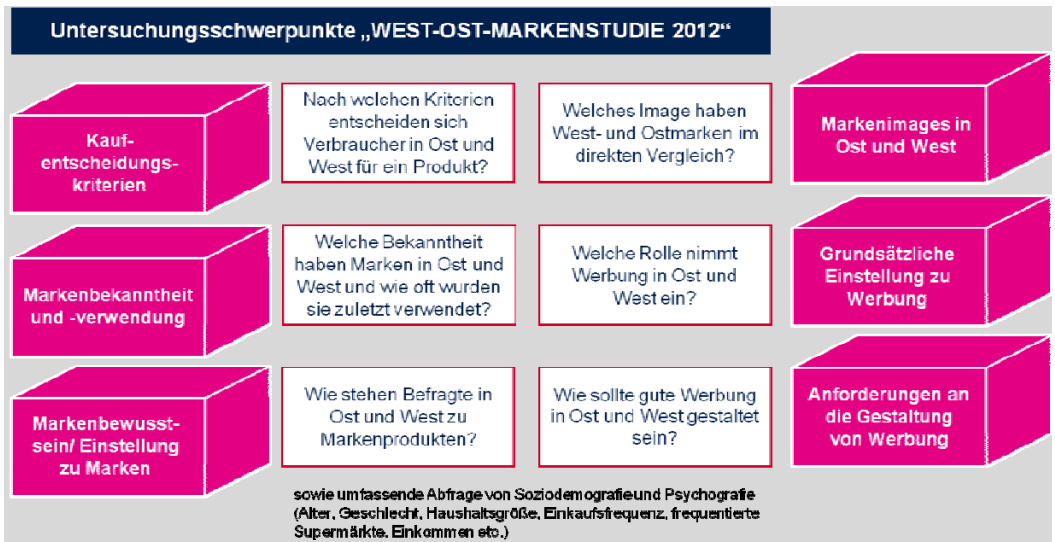 Untersuchungsschwerpunkte „WEST-OST-MARKENSTUDIE 2012“
Kauf-
entscheidungs-
kriterien
Nach welchen Kriterien
entscheiden sich
Verbraucher in Ost und
West für ein Produkt?
Welches Image haben
West- und Ostmarken im
direkten Vergleich?
Markenimages in
Ost und West
Markenbekanntheit
und -verwendung
Welche Bekanntheit
haben Marken in Ost und
West und wie oft wurden
sie zuletzt verwendet?
Welche Rolle nimmt
Werbung in Ost und
West ein?
Grundsätzliche
Einstellung zu
Werbung
Markenbewusst-
sein/ Einstellung
zu Marken
Wie stehen Befragte in
Ost und West zu
Markenprodukten?
Wie sollte gute Werbung
in Ost und West gestaltet
sein?
Anforderungen an
die Gestaltung
von Werbung
sowie umfassende Abfrage von Soziodemografie und Psychografie
(Alter, Geschlecht, Haushaltsgröße, Einkaufsfrequenz, frequentierte
Supermärkte, Einkommen etc.)